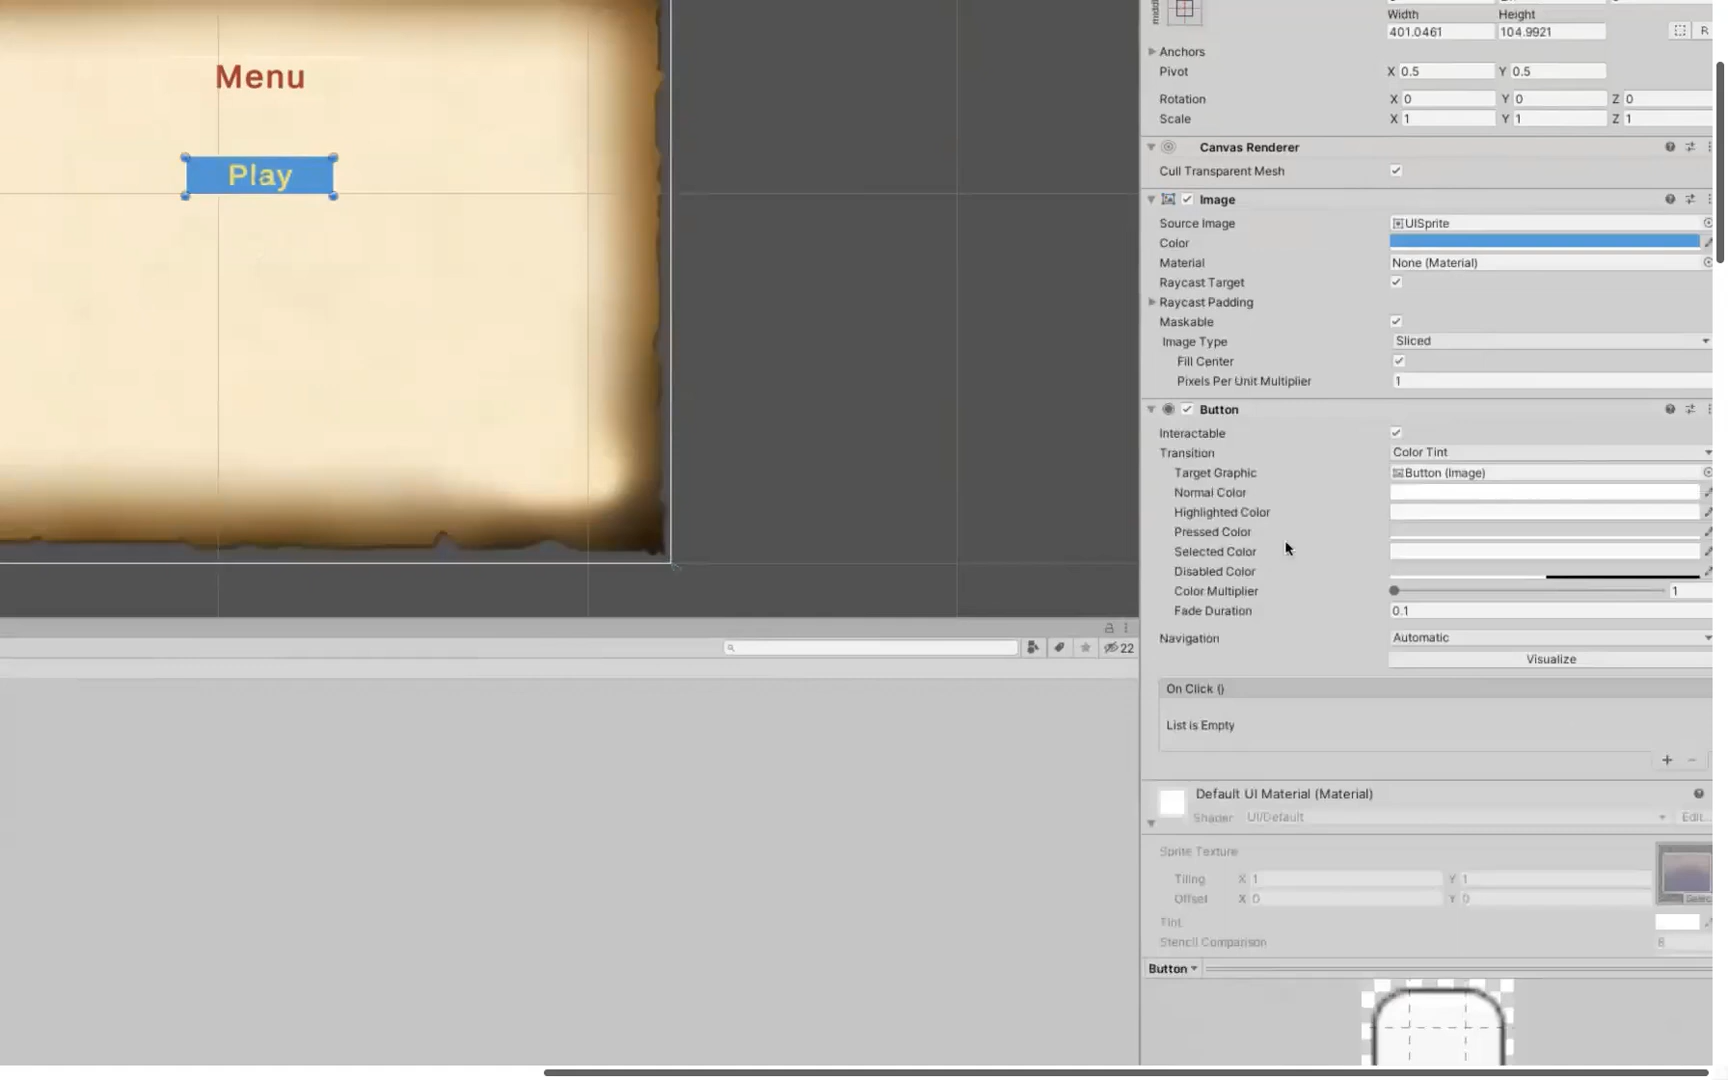 Width Height
401.0461 104.9921 R
Anchors
Pivot X 0.5 Y 0.5
Rotation X 0 Y 0 Z 0
Scale X 1 Y 1 Z 1
Canvas Renderer
Cull Transparent Mesh
Image
Source Image UISprite
Color
Material None (Material)
Raycast Target
Raycast Padding
Maskable
Image Type Sliced
Fill Center
Pixels Per Unit Multiplier 1
Button
Interactable
Transition Color Tint
Target Graphic Button (Image)
Normal Color
Highlighted Color
Pressed Color
Selected Color
Disabled Color
Color Multiplier 1
Fade Duration 0.1
Navigation Automatic
Visualize
On Click ()
List is Empty
+ −
Default UI Material (Material)
Shader UI/Default Edit...
Sprite Texture
Tiling X 1 Y 1
Offset X 0 Y 0
Selec
Tint
Stencil Comparison 8
Button
Menu
Play
22